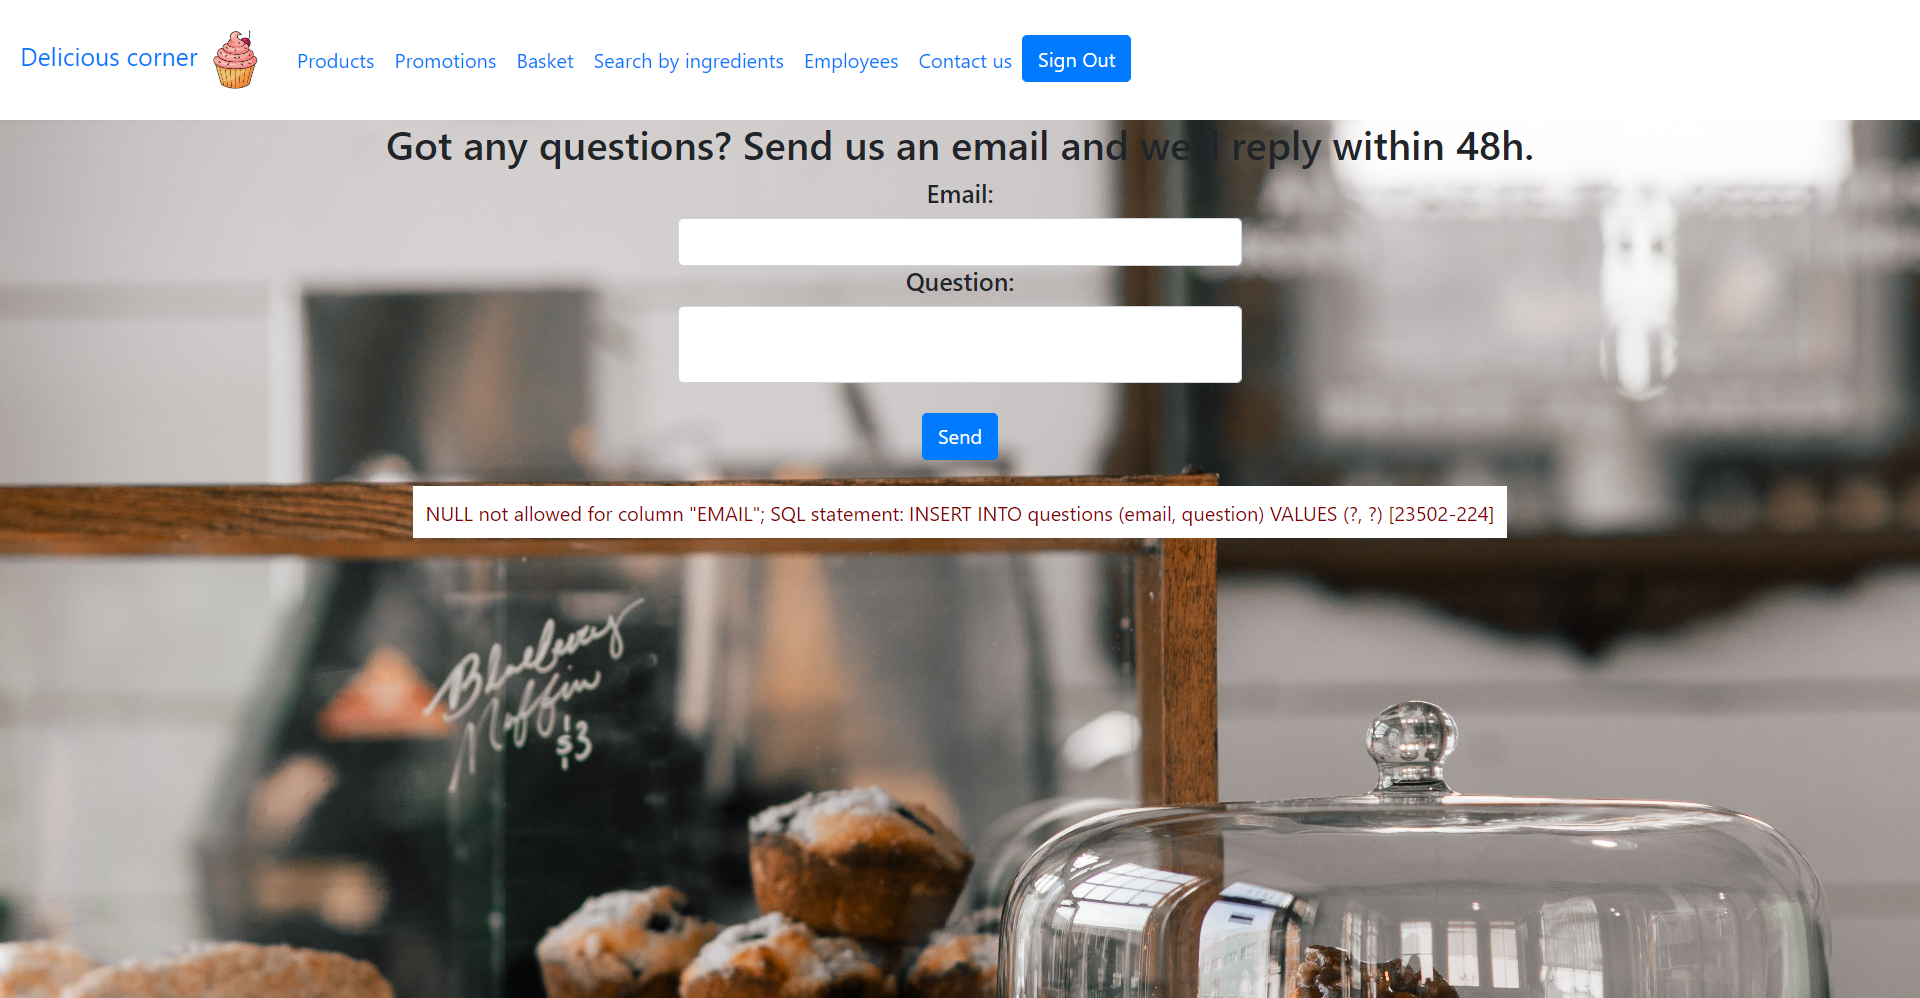 Delicious corner
Products Promotions Basket Search by ingredients Employees Contact us Sign Out
Got any questions? Send us an email and we'll reply within 48h.
Email:
Question:
Send
NULL not allowed for column "EMAIL"; SQL statement: INSERT INTO questions (email, question) VALUES (?, ?) [23502-224]
Blueberry
Muffin
$3